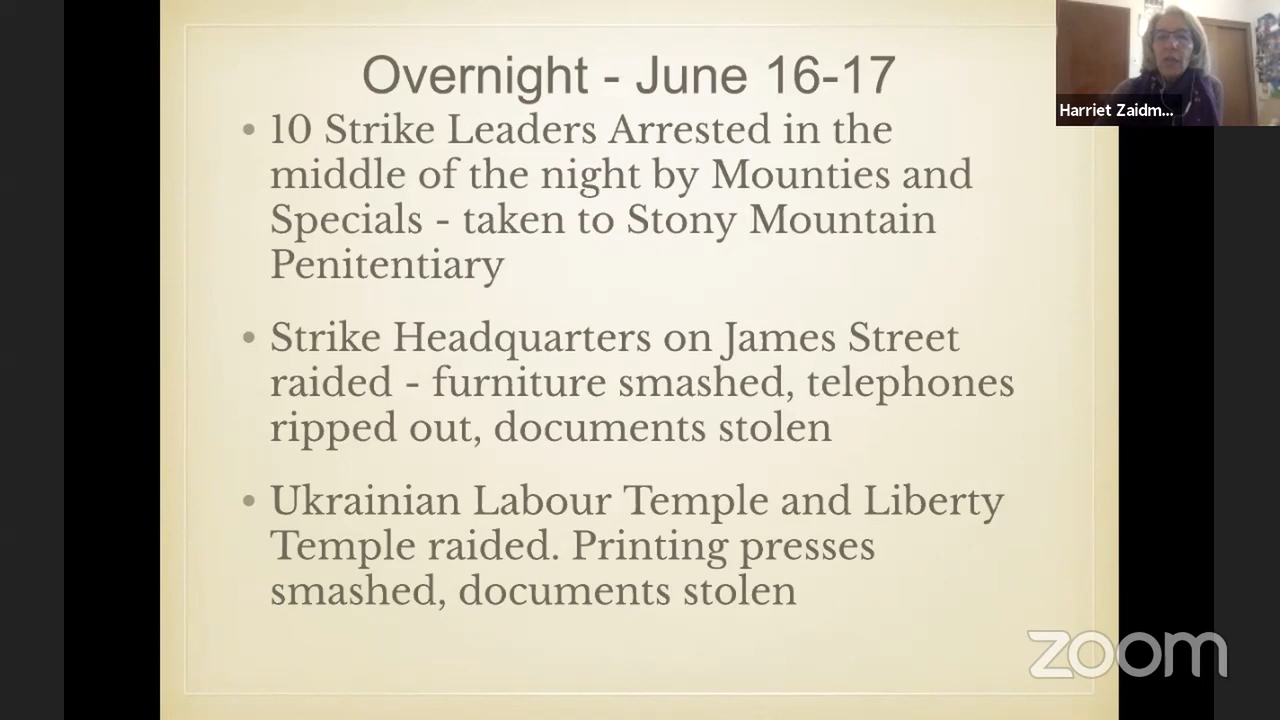 Overnight - June 16-17
• 10 Strike Leaders Arrested in the
middle of the night by Mounties and
Specials - taken to Stony Mountain
Penitentiary
• Strike Headquarters on James Street
raided - furniture smashed, telephones
ripped out, documents stolen
• Ukrainian Labour Temple and Liberty
Temple raided. Printing presses
smashed, documents stolen
Harriet Zaidm...
zoom